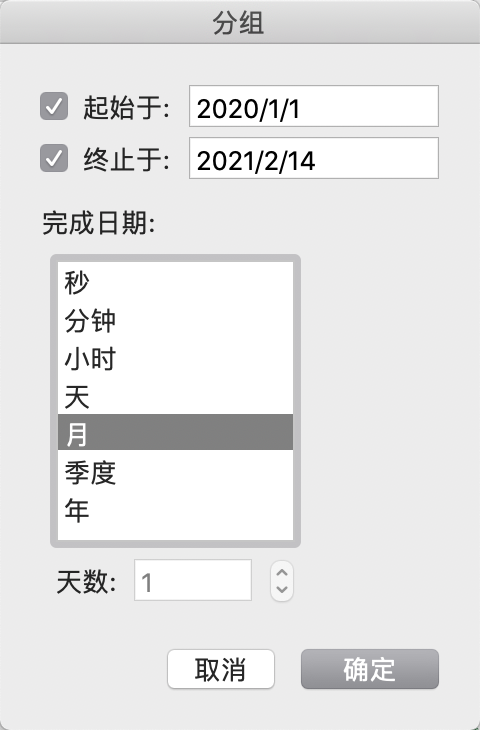 分组
起始于: 2020/1/1
终止于: 2021/2/14
完成日期:
秒
分钟
小时
天
月
季度
年
天数: 1
取消 确定